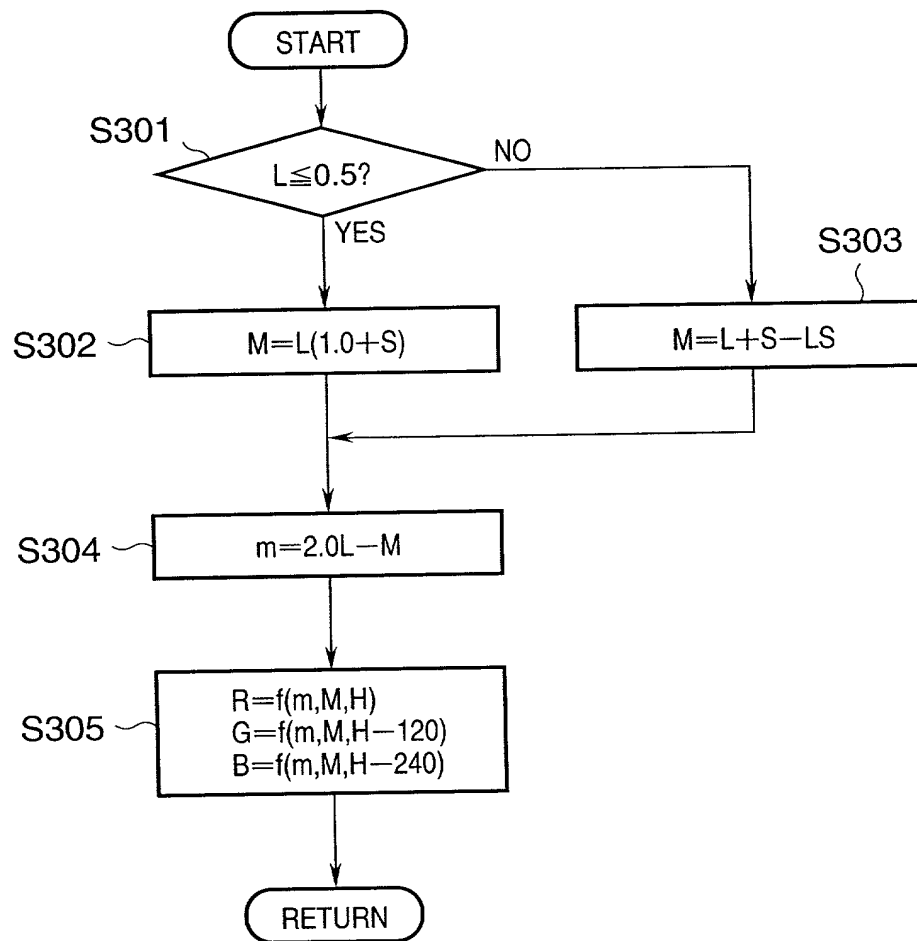 START
S301
L≦0.5?
NO
YES
S303
S302
M=L(1.0+S)
M=L+S−LS
S304
m=2.0L−M
S305
R=f(m,M,H)
G=f(m,M,H−120)
B=f(m,M,H−240)
RETURN